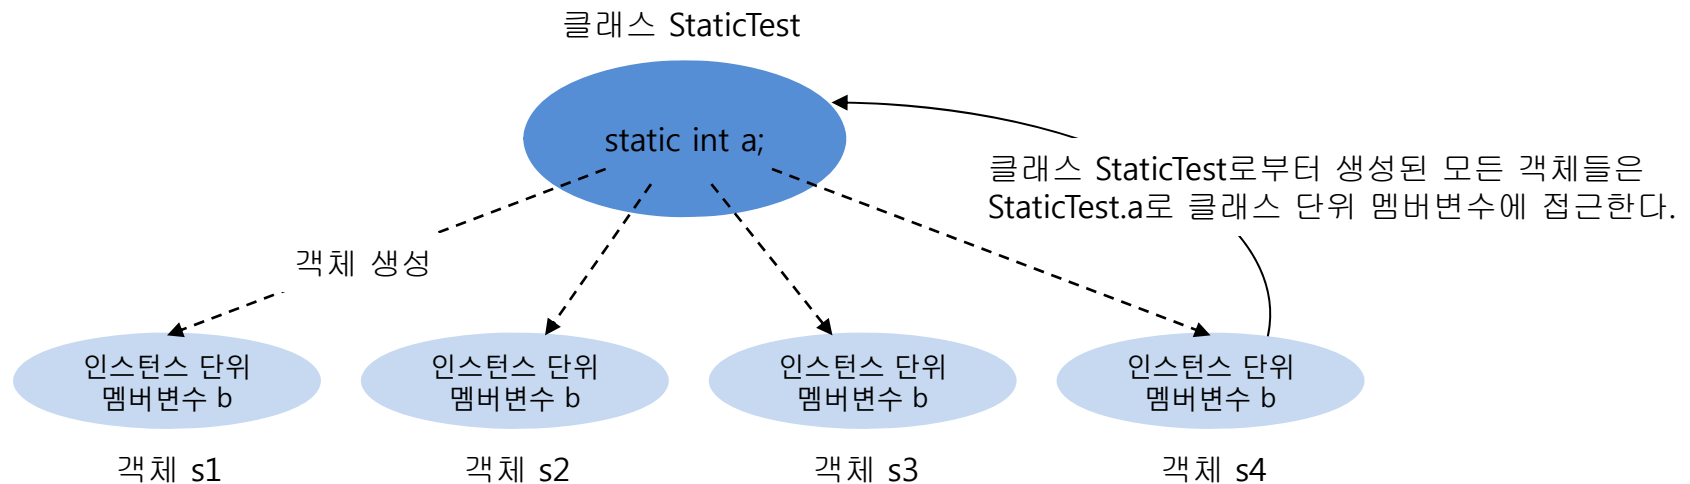 클래스 StaticTest
static int a;
클래스 StaticTest로부터 생성된 모든 객체들은
StaticTest.a로 클래스 단위 멤버변수에 접근한다.
객체 생성
인스턴스 단위
멤버변수 b
인스턴스 단위
멤버변수 b
인스턴스 단위
멤버변수 b
인스턴스 단위
멤버변수 b
객체 s1
객체 s2
객체 s3
객체 s4